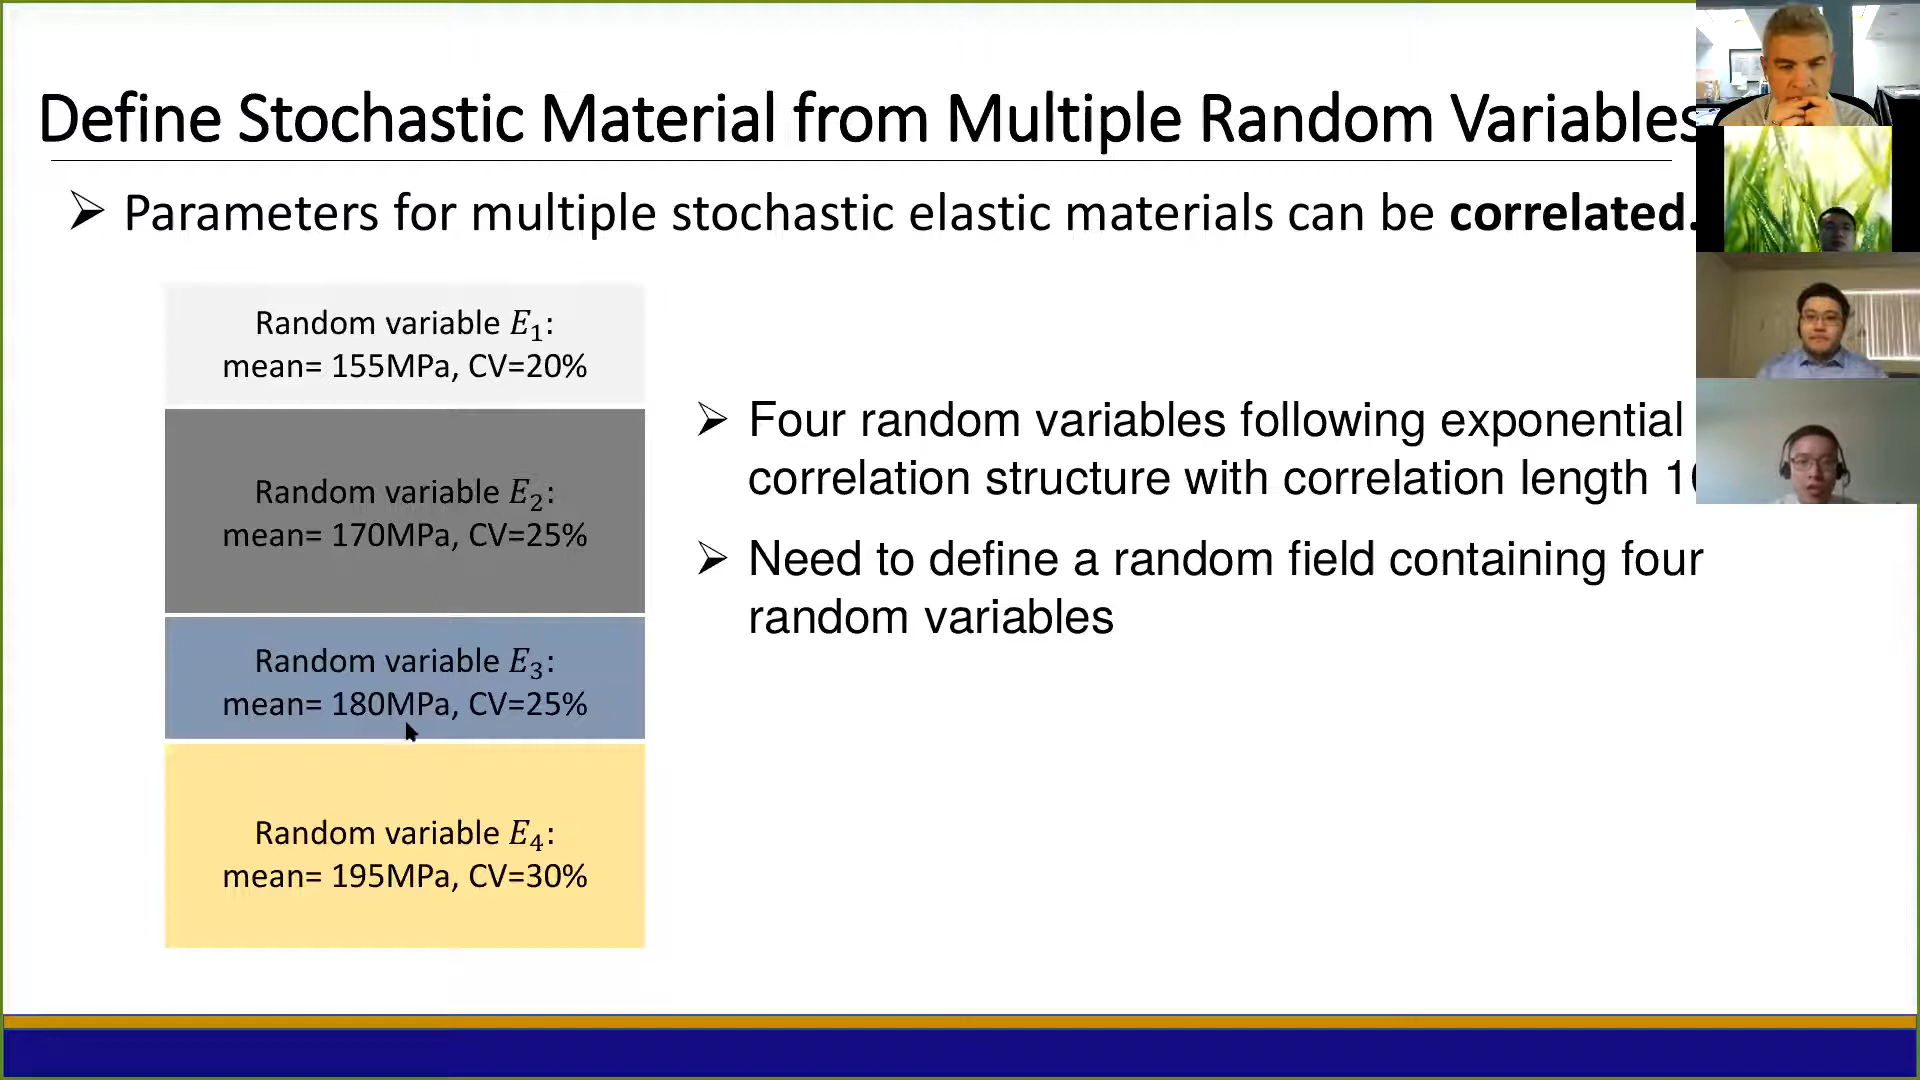 Define Stochastic Material from Multiple Random Variables
➢ Parameters for multiple stochastic elastic materials can be correlated.
Random variable E₁:
mean= 155MPa, CV=20%
Random variable E₂:
mean= 170MPa, CV=25%
Random variable E₃:
mean= 180MPa, CV=25%
Random variable E₄:
mean= 195MPa, CV=30%
➢ Four random variables following exponential
correlation structure with correlation length
➢ Need to define a random field containing four
random variables